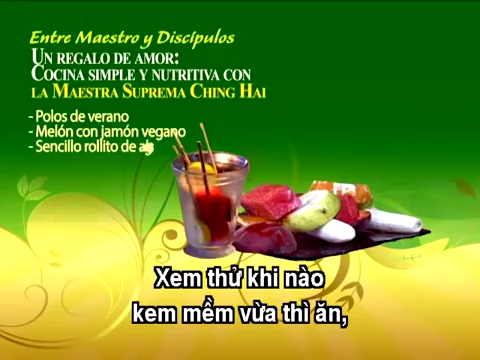 Entre Maestro y Discípulos
UN REGALO DE AMOR:
COCINA SIMPLE Y NUTRITIVA CON
LA MAESTRA SUPREMA CHING HAI
- Polos de verano
- Melón con jamón vegano
- Sencillo rollito de
Xem thử khi nào
kem mềm vừa thì ăn,